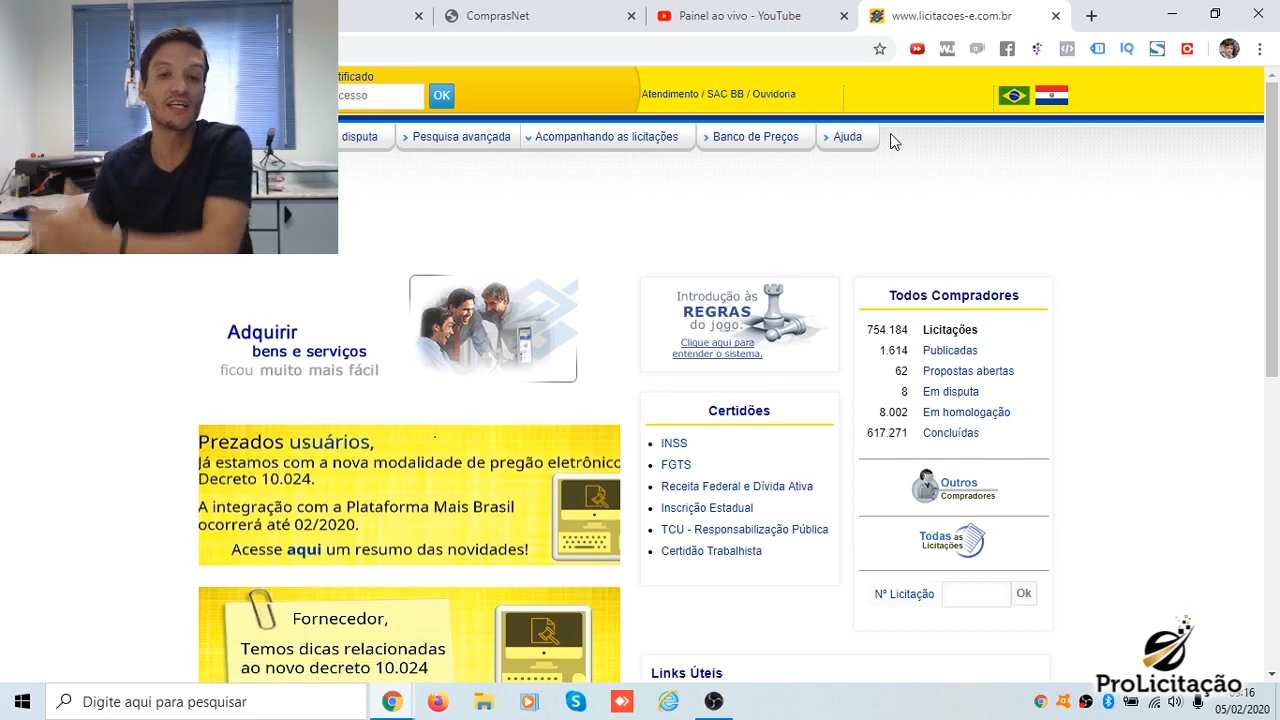 ComprasNet
Painel ao vivo - YouTube
www.licitacoes-e.com.br
tificado
cesso
OK
Atendimento / SAC BB / Ouvidoria
disputa
Pesquisa avançada
Acompanhando as licitações
Banco de Preços
Ajuda
Adquirir
bens e serviços
ficou muito mais fácil
Introdução às
REGRAS
do jogo.
Clique aqui para
entender o sistema.
Todos Compradores
754.184 Licitações
1.614 Publicadas
62 Propostas abertas
8 Em disputa
8.002 Em homologação
617.271 Concluídas
Outros
Compradores
Todas as
Licitações
Nº Licitação
Ok
Certidões
INSS
FGTS
Receita Federal e Dívida Ativa
Inscrição Estadual
TCU - Responsabilização Pública
Certidão Trabalhista
Prezados usuários,
Já estamos com a nova modalidade de pregão eletrônico
Decreto 10.024.
A integração com a Plataforma Mais Brasil
ocorrerá até 02/2020.
Acesse aqui um resumo das novidades!
Fornecedor,
Temos dicas relacionadas
ao novo decreto 10.024
Links Úteis
ProLicitação
Digite aqui para pesquisar
05/02/2020